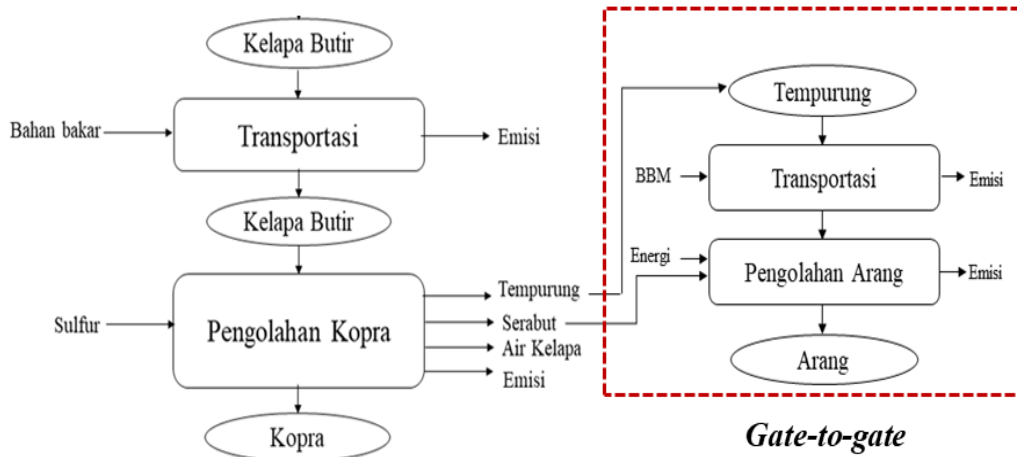 Kelapa Butir
Bahan bakar
Transportasi
Emisi
Kelapa Butir
Sulfur
Pengolahan Kopra
Tempurung
Serabut
Air Kelapa
Emisi
Kopra
Tempurung
BBM
Transportasi
Emisi
Energi
Pengolahan Arang
Emisi
Arang
Gate-to-gate